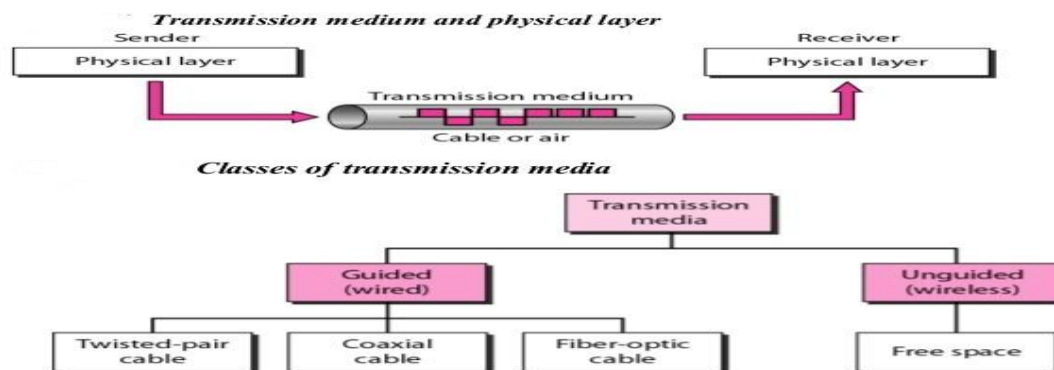 Transmission medium and physical layer
Sender
Receiver
Physical layer
Physical layer
Transmission medium
Cable or air
Classes of transmission media
Transmission
media
Guided
(wired)
Unguided
(wireless)
Twisted-pair
cable
Coaxial
cable
Fiber-optic
cable
Free space